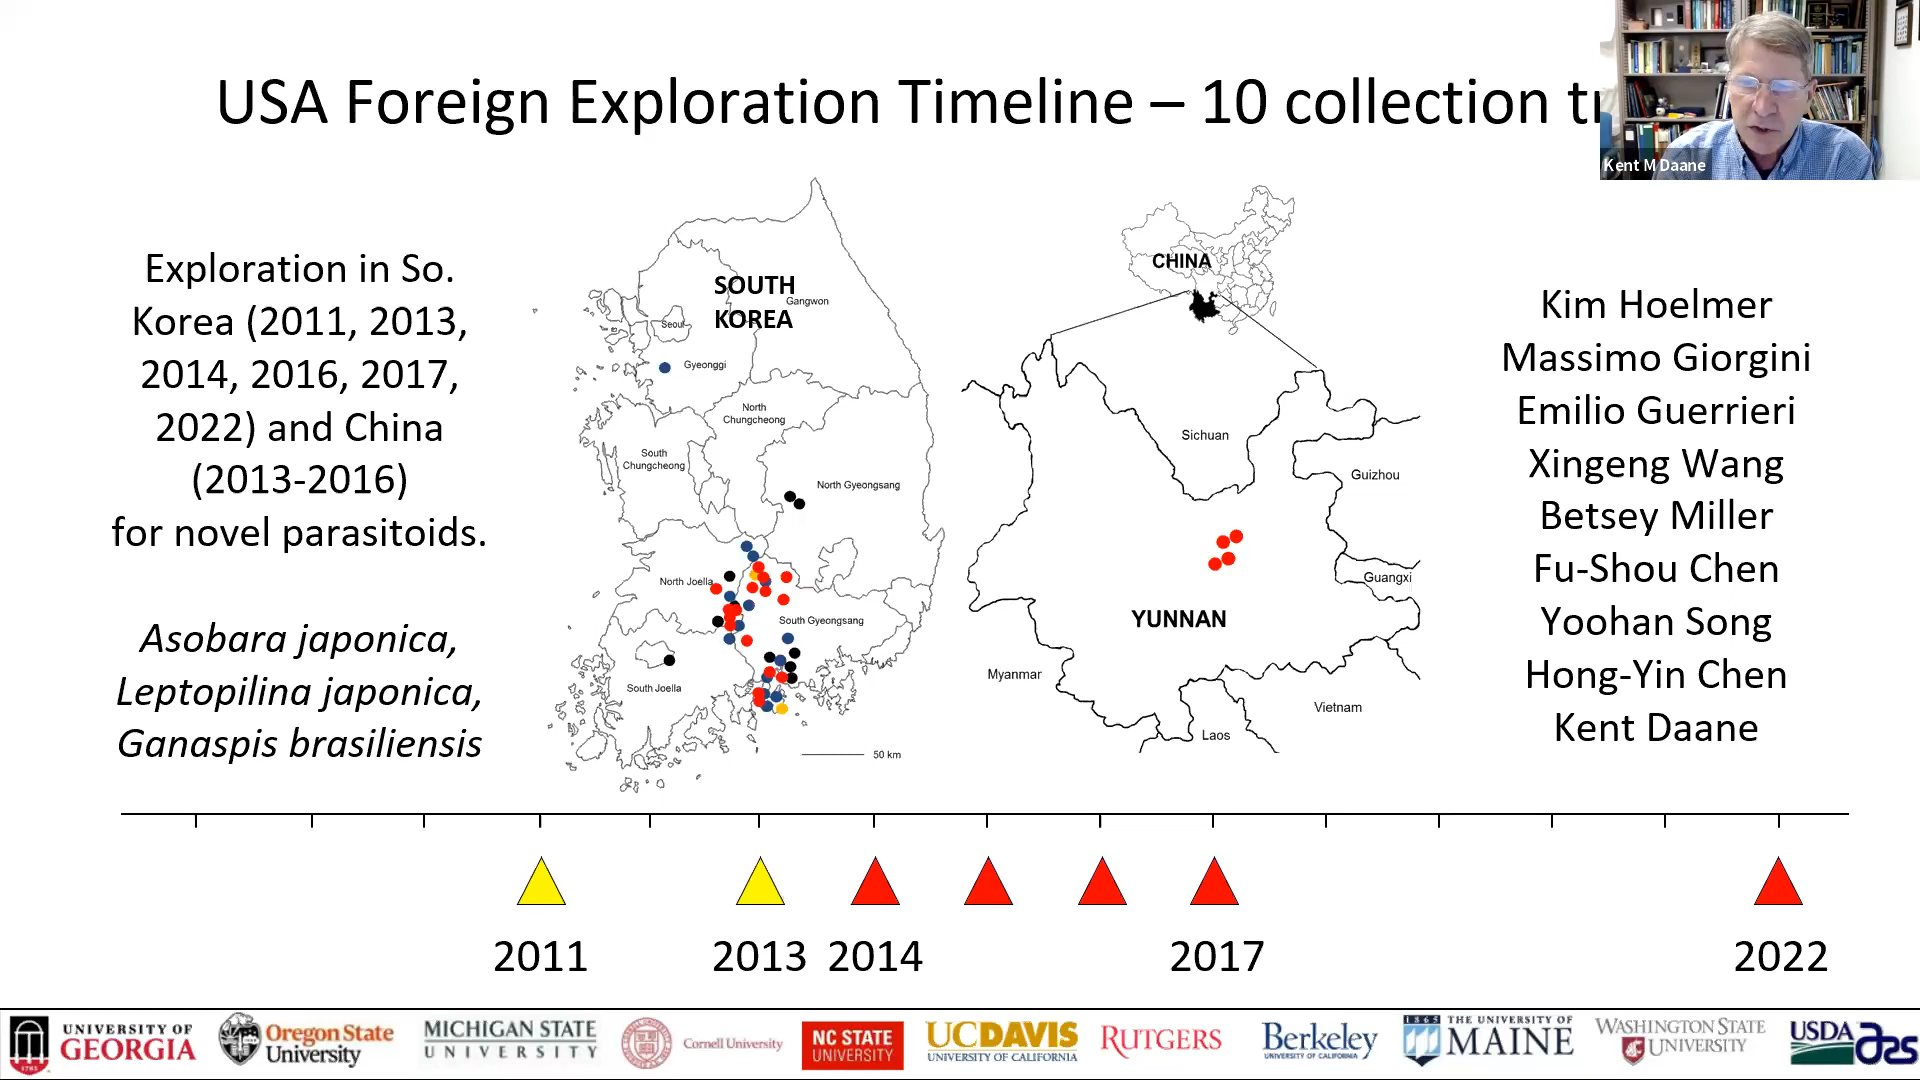 USA Foreign Exploration Timeline – 10 collection tr
Kent M Daane
Exploration in So.
Korea (2011, 2013,
2014, 2016, 2017,
2022) and China
(2013-2016)
for novel parasitoids.
Asobara japonica,
Leptopilina japonica,
Ganaspis brasiliensis
SOUTH
KOREA
Gangwon
Seoul
Gyeonggi
North
Chungcheong
South
Chungcheong
North Gyeongsang
North Joella
South Gyeongsang
South Joella
50 km
CHINA
Sichuan
Guizhou
Guangxi
YUNNAN
Myanmar
Vietnam
Laos
Kim Hoelmer
Massimo Giorgini
Emilio Guerrieri
Xingeng Wang
Betsey Miller
Fu-Shou Chen
Yoohan Song
Hong-Yin Chen
Kent Daane
2011
2013
2014
2017
2022
UNIVERSITY OF
GEORGIA
1785
Oregon State
University
MICHIGAN STATE
UNIVERSITY
Cornell University
NC STATE
UNIVERSITY
UCDAVIS
UNIVERSITY OF CALIFORNIA
RUTGERS
Berkeley
UNIVERSITY OF CALIFORNIA
1865
THE UNIVERSITY OF
MAINE
WASHINGTON STATE
UNIVERSITY
USDA
ars